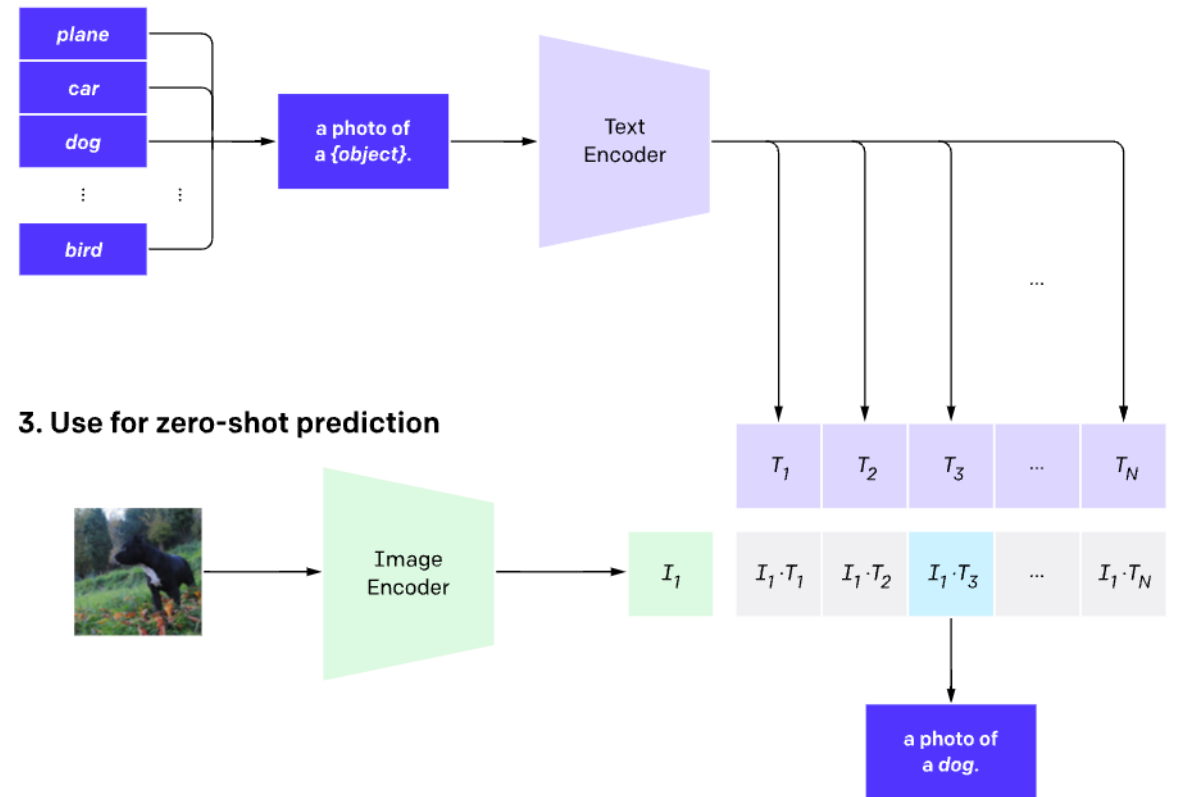 plane
car
dog
⋮ ⋮
bird
a photo of
a {object}.
Text
Encoder
...
3. Use for zero-shot prediction
T1 T2 T3 ... TN
Image
Encoder
I1
I1·T1 I1·T2 I1·T3 ... I1·TN
a photo of
a dog.